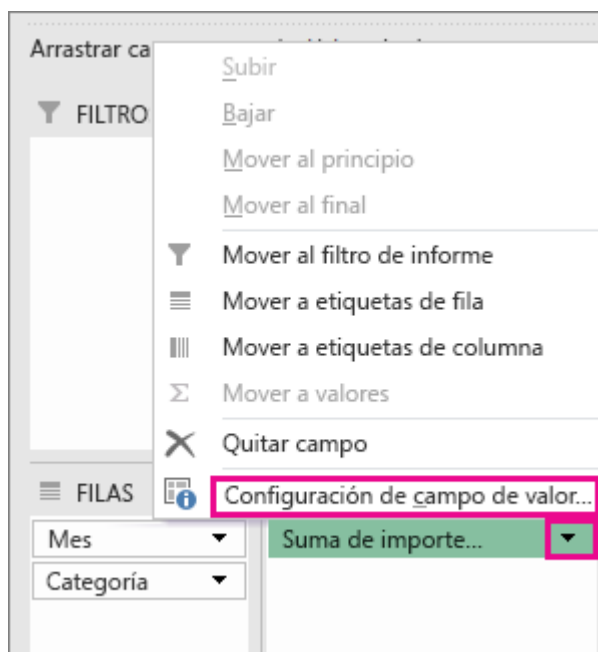 Arrastrar ca
Subir
FILTRO
Bajar
Mover al principio
Mover al final
Mover al filtro de informe
Mover a etiquetas de fila
Mover a etiquetas de columna
Σ Mover a valores
Quitar campo
FILAS
Configuración de campo de valor...
Mes
Suma de importe...
Categoría